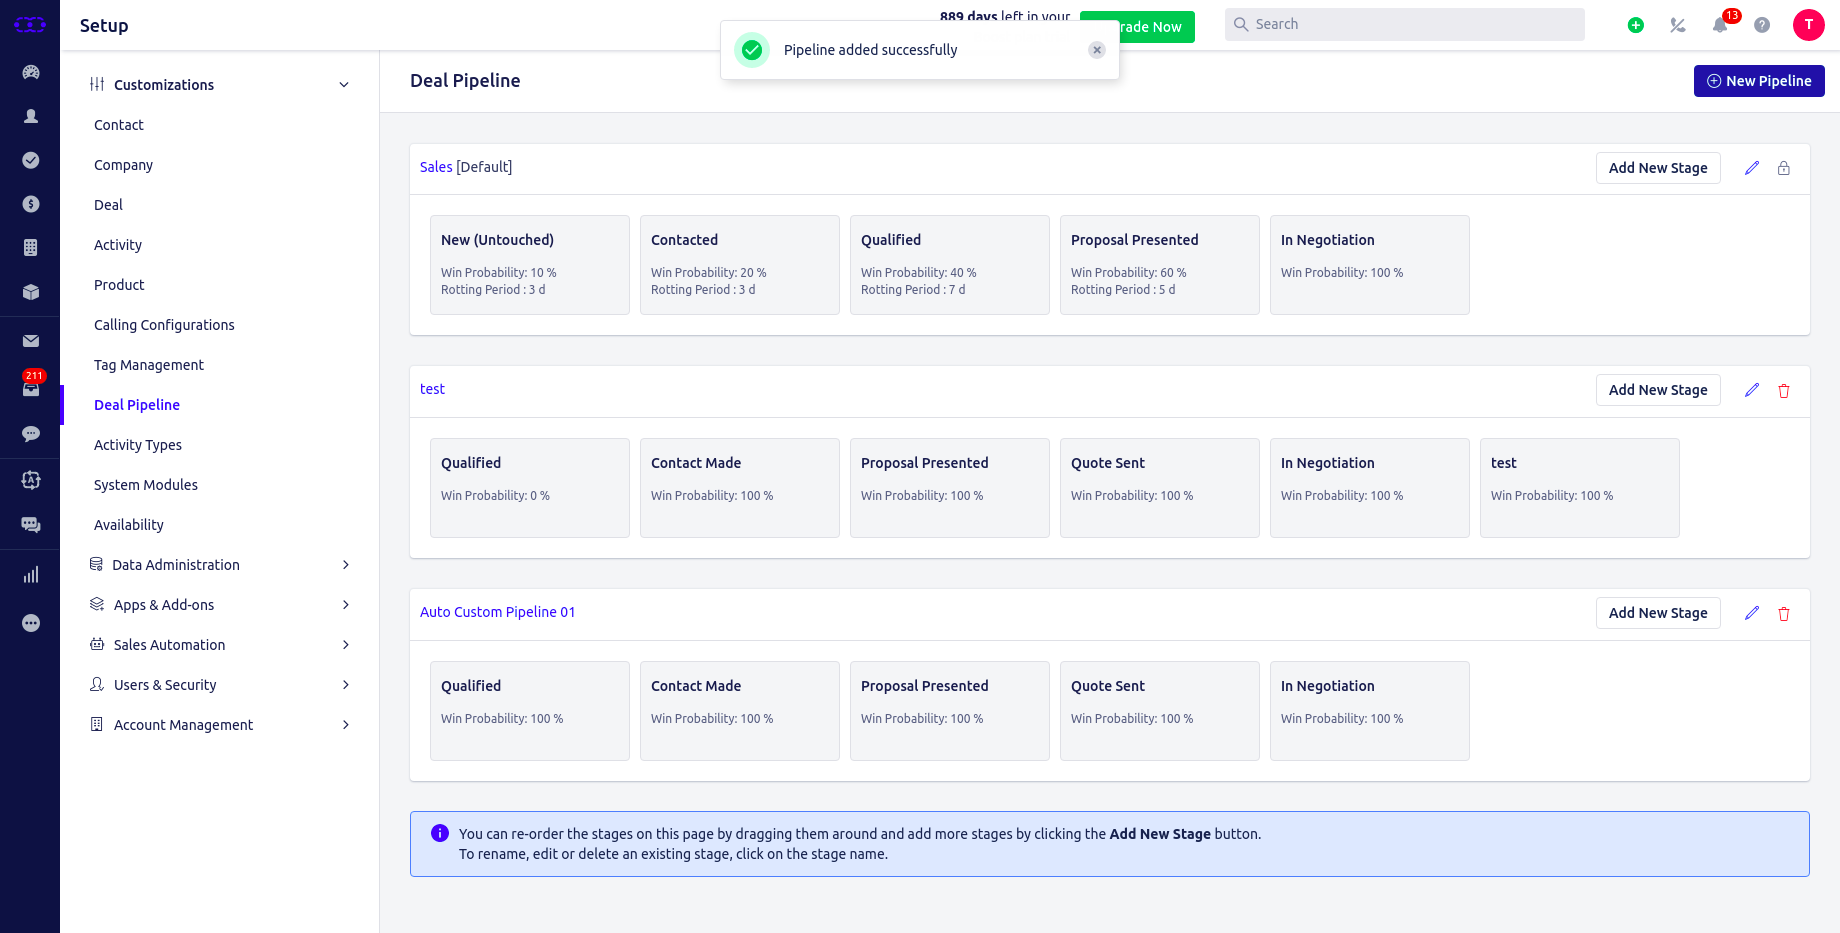 Setup
889 days left in your
rade Now
Search
13
T
Pipeline added successfully
211
Customizations
Contact
Company
Deal
Activity
Product
Calling Configurations
Tag Management
Deal Pipeline
Activity Types
System Modules
Availability
Data Administration
Apps & Add-ons
Sales Automation
Users & Security
Account Management
Deal Pipeline
New Pipeline
Sales [Default]
Add New Stage
New (Untouched)
Win Probability: 10 %
Rotting Period : 3 d
Contacted
Win Probability: 20 %
Rotting Period : 3 d
Qualified
Win Probability: 40 %
Rotting Period : 7 d
Proposal Presented
Win Probability: 60 %
Rotting Period : 5 d
In Negotiation
Win Probability: 100 %
test
Add New Stage
Qualified
Win Probability: 0 %
Contact Made
Win Probability: 100 %
Proposal Presented
Win Probability: 100 %
Quote Sent
Win Probability: 100 %
In Negotiation
Win Probability: 100 %
test
Win Probability: 100 %
Auto Custom Pipeline 01
Add New Stage
Qualified
Win Probability: 100 %
Contact Made
Win Probability: 100 %
Proposal Presented
Win Probability: 100 %
Quote Sent
Win Probability: 100 %
In Negotiation
Win Probability: 100 %
You can re-order the stages on this page by dragging them around and add more stages by clicking the Add New Stage button.
To rename, edit or delete an existing stage, click on the stage name.